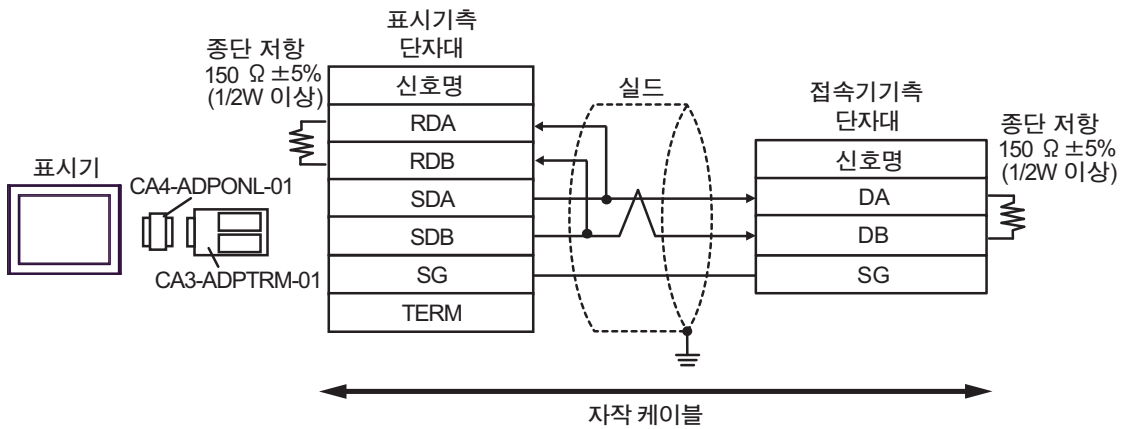 표시기측
단자대
종단 저항
150 Ω ±5%
(1/2W 이상)
신호명
RDA
RDB
SDA
SDB
SG
TERM
실드
접속기기측
단자대
신호명
DA
DB
SG
종단 저항
150 Ω ±5%
(1/2W 이상)
표시기
CA4-ADPONL-01
CA3-ADPTRM-01
자작 케이블